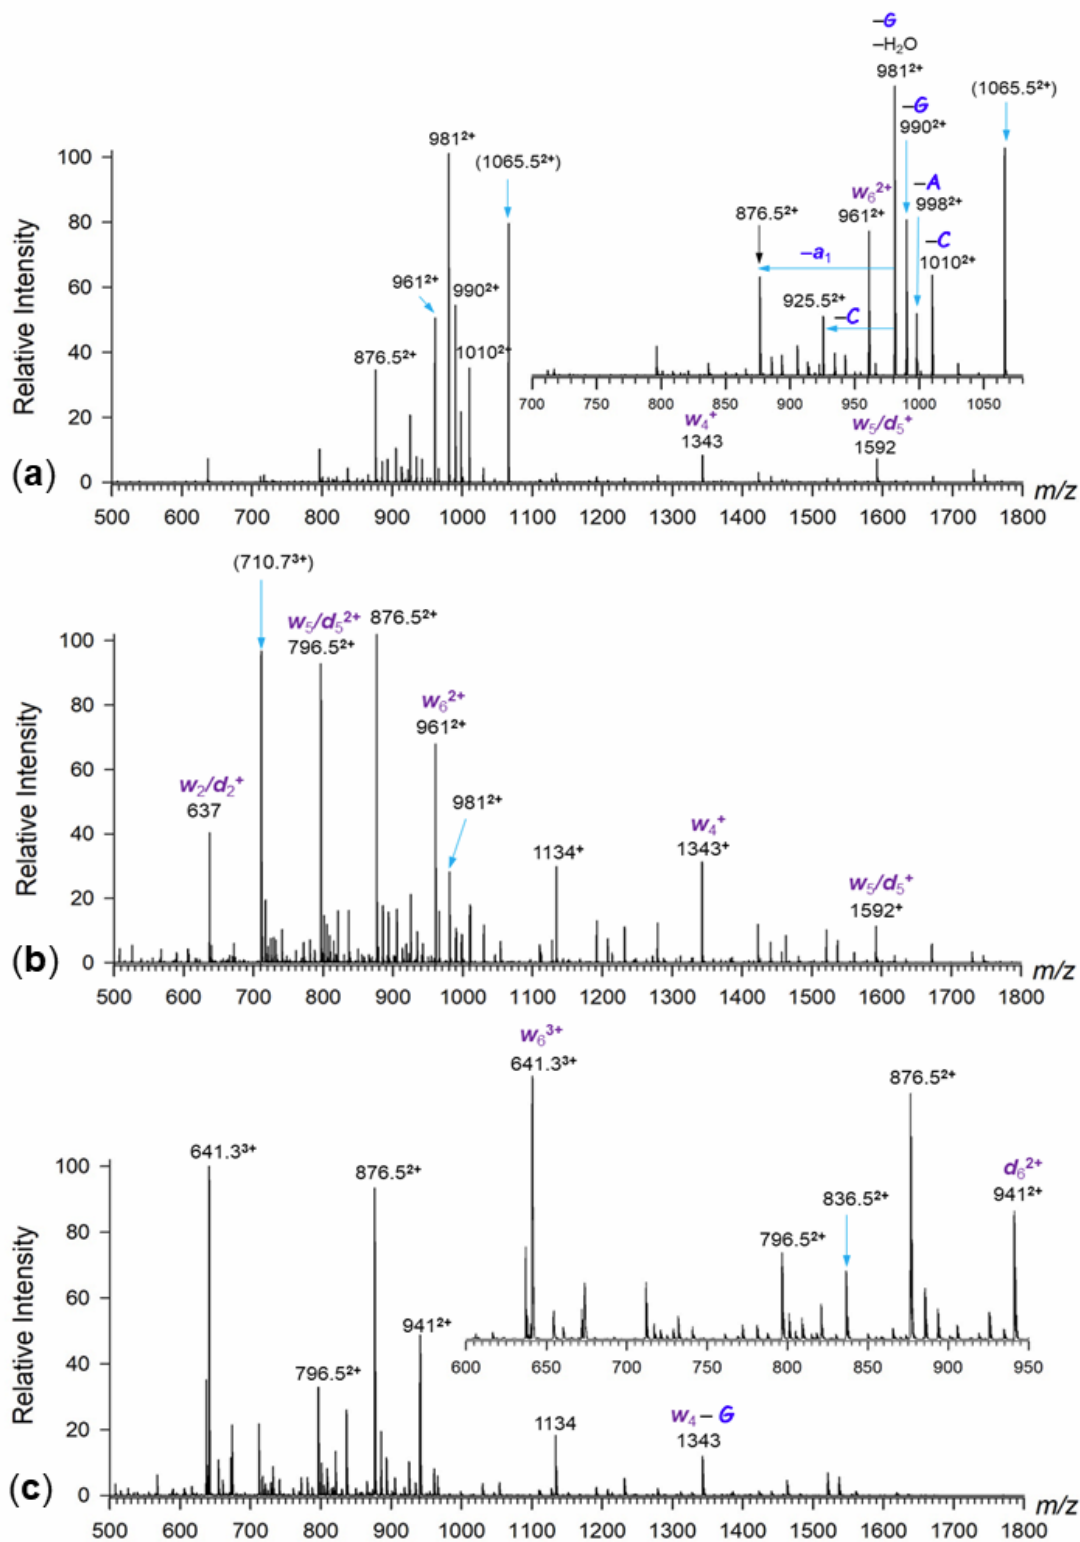 –G
–H₂O
981²⁺
(1065.5²⁺)
–G
990²⁺
981²⁺
(1065.5²⁺)
–A
w₆²⁺
998²⁺
876.5²⁺
961²⁺
–C
–a₁
1010²⁺
961²⁺
990²⁺
925.5²⁺
–C
876.5²⁺
1010²⁺
100
80
60
40
20
0
Relative Intensity
700 750 800 850 900 950 1000 1050
w₄⁺
1343
w₅/d₅⁺
1592
(a)
m/z
500 600 700 800 900 1000 1100 1200 1300 1400 1500 1600 1700 1800
(710.7³⁺)
w₅/d₅²⁺
796.5²⁺
876.5²⁺
w₆²⁺
961²⁺
w₂/d₂⁺
637
981²⁺
1134⁺
w₄⁺
1343⁺
w₅/d₅⁺
1592⁺
100
80
60
40
20
0
Relative Intensity
(b)
m/z
500 600 700 800 900 1000 1100 1200 1300 1400 1500 1600 1700 1800
w₆³⁺
641.3³⁺
876.5²⁺
641.3³⁺
876.5²⁺
d₆²⁺
941²⁺
836.5²⁺
796.5²⁺
941²⁺
796.5²⁺
600 650 700 750 800 850 900 950
1134
w₄ – G
1343
100
80
60
40
20
0
Relative Intensity
(c)
m/z
500 600 700 800 900 1000 1100 1200 1300 1400 1500 1600 1700 1800